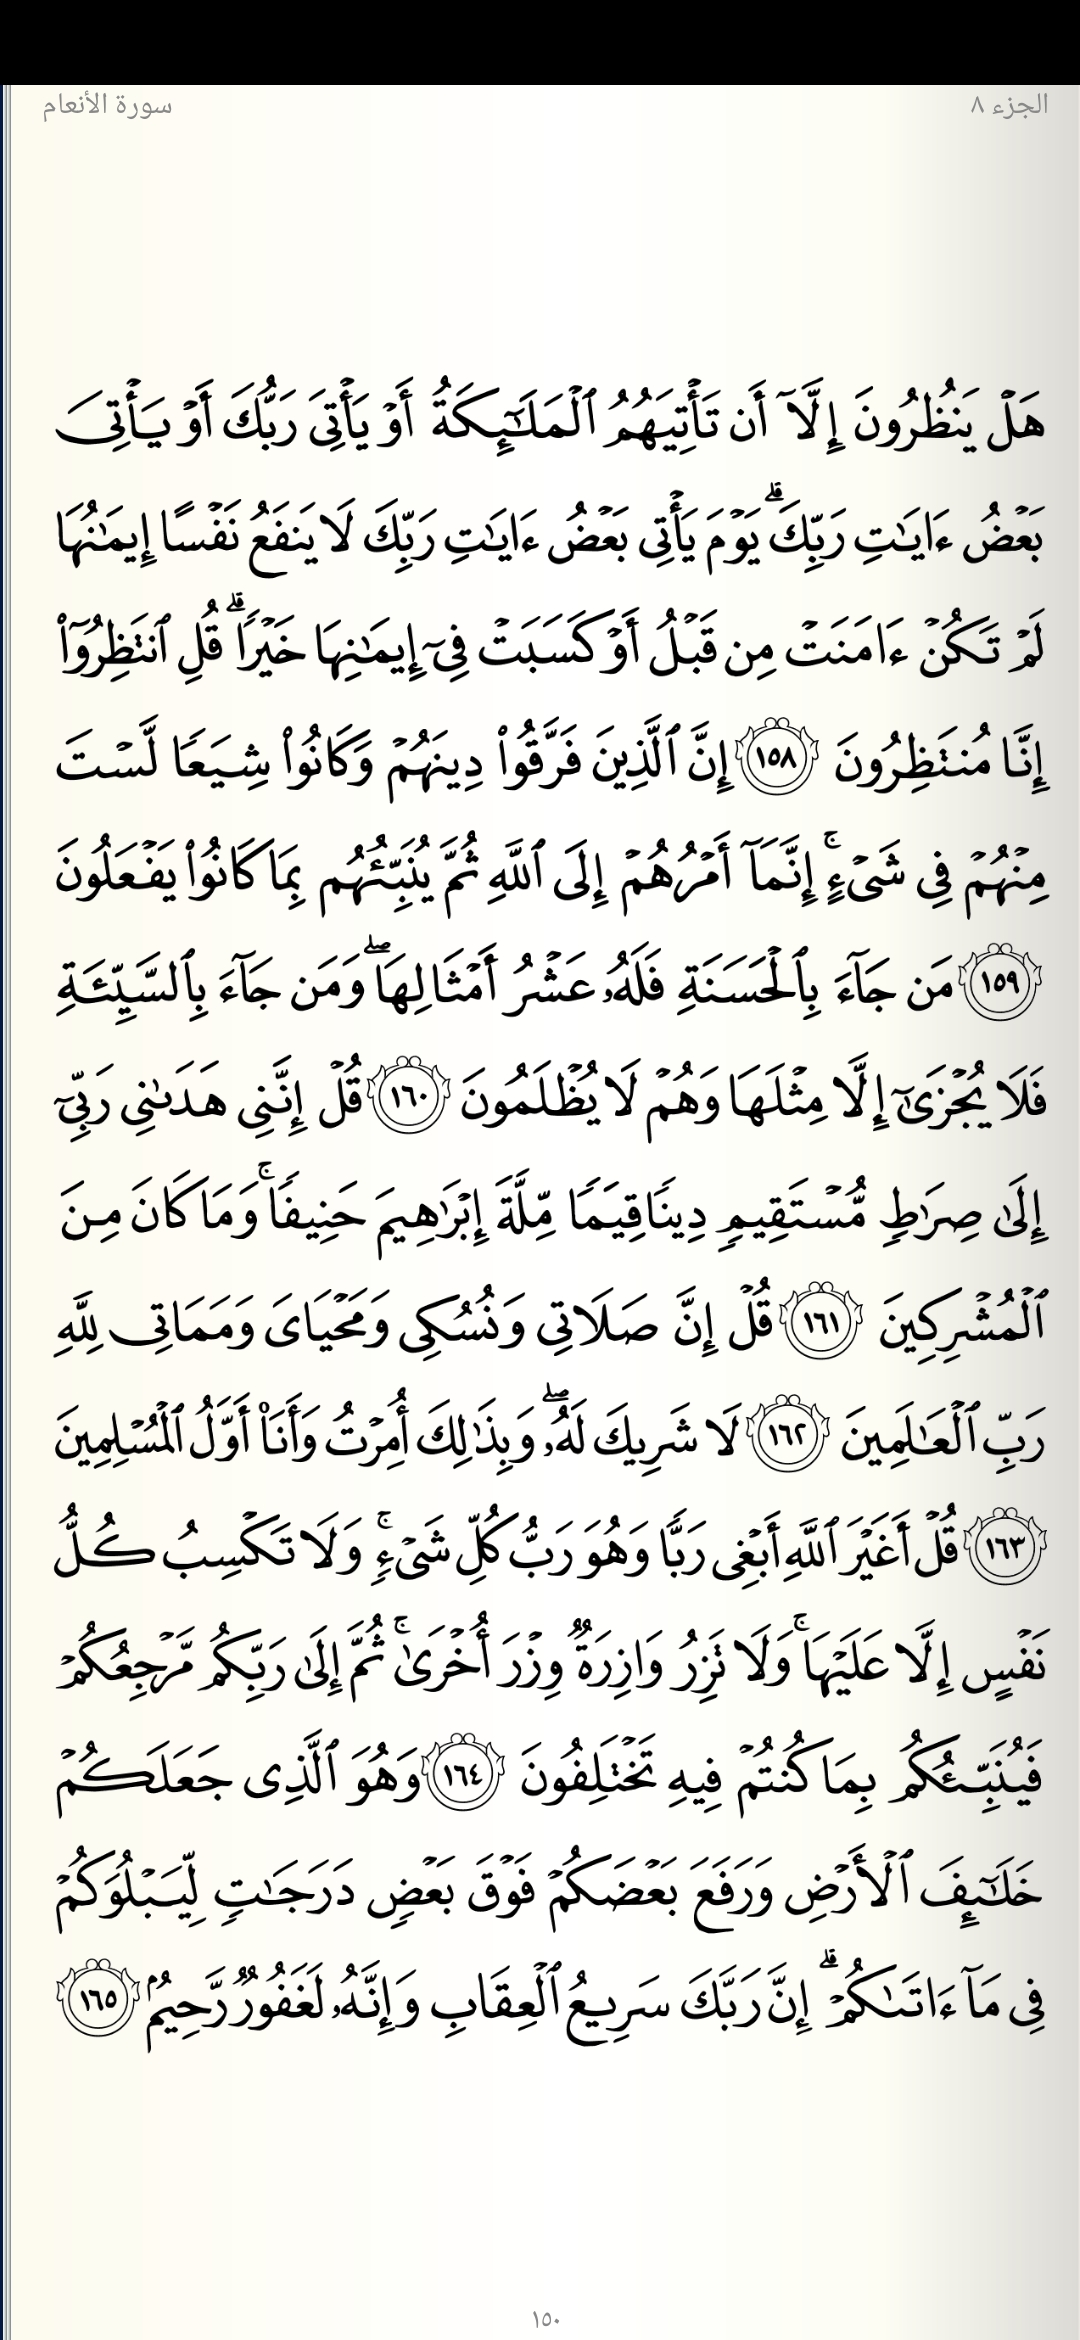 الجزء ٨
سورة الأنعام
هَلۡ يَنظُرُونَ إِلَّآ أَن تَأۡتِيَهُمُ ٱلۡمَلَٰٓئِكَةُ أَوۡ يَأۡتِيَ رَبُّكَ أَوۡ يَأۡتِيَ
بَعۡضُ ءَايَٰتِ رَبِّكَۗ يَوۡمَ يَأۡتِي بَعۡضُ ءَايَٰتِ رَبِّكَ لَا يَنفَعُ نَفۡسًا إِيمَٰنُهَا
لَمۡ تَكُنۡ ءَامَنَتۡ مِن قَبۡلُ أَوۡ كَسَبَتۡ فِيٓ إِيمَٰنِهَا خَيۡرٗاۗ قُلِ ٱنتَظِرُوٓاْ
إِنَّا مُنتَظِرُونَ ١٥٨ إِنَّ ٱلَّذِينَ فَرَّقُواْ دِينَهُمۡ وَكَانُواْ شِيَعٗا لَّسۡتَ
مِنۡهُمۡ فِي شَيۡءٍۚ إِنَّمَآ أَمۡرُهُمۡ إِلَى ٱللَّهِ ثُمَّ يُنَبِّئُهُم بِمَا كَانُواْ يَفۡعَلُونَ
١٥٩ مَن جَآءَ بِٱلۡحَسَنَةِ فَلَهُۥ عَشۡرُ أَمۡثَالِهَاۖ وَمَن جَآءَ بِٱلسَّيِّئَةِ
فَلَا يُجۡزَىٰٓ إِلَّا مِثۡلَهَا وَهُمۡ لَا يُظۡلَمُونَ ١٦٠ قُلۡ إِنَّنِي هَدَىٰنِي رَبِّيٓ
إِلَىٰ صِرَٰطٖ مُّسۡتَقِيمٖ دِينٗا قِيَمٗا مِّلَّةَ إِبۡرَٰهِيمَ حَنِيفٗاۚ وَمَا كَانَ مِنَ
ٱلۡمُشۡرِكِينَ ١٦١ قُلۡ إِنَّ صَلَاتِي وَنُسُكِي وَمَحۡيَايَ وَمَمَاتِي لِلَّهِ
رَبِّ ٱلۡعَٰلَمِينَ ١٦٢ لَا شَرِيكَ لَهُۥۖ وَبِذَٰلِكَ أُمِرۡتُ وَأَنَا۠ أَوَّلُ ٱلۡمُسۡلِمِينَ
١٦٣ قُلۡ أَغَيۡرَ ٱللَّهِ أَبۡغِي رَبّٗا وَهُوَ رَبُّ كُلِّ شَيۡءٖۚ وَلَا تَكۡسِبُ كُلُّ
نَفۡسٍ إِلَّا عَلَيۡهَاۚ وَلَا تَزِرُ وَازِرَةٞ وِزۡرَ أُخۡرَىٰۚ ثُمَّ إِلَىٰ رَبِّكُم مَّرۡجِعُكُمۡ
فَيُنَبِّئُكُم بِمَا كُنتُمۡ فِيهِ تَخۡتَلِفُونَ ١٦٤ وَهُوَ ٱلَّذِي جَعَلَكُمۡ
خَلَٰٓئِفَ ٱلۡأَرۡضِ وَرَفَعَ بَعۡضَكُمۡ فَوۡقَ بَعۡضٖ دَرَجَٰتٖ لِّيَبۡلُوَكُمۡ
فِي مَآ ءَاتَىٰكُمۡۗ إِنَّ رَبَّكَ سَرِيعُ ٱلۡعِقَابِ وَإِنَّهُۥ لَغَفُورٞ رَّحِيمُۢ ١٦٥
١٥٠